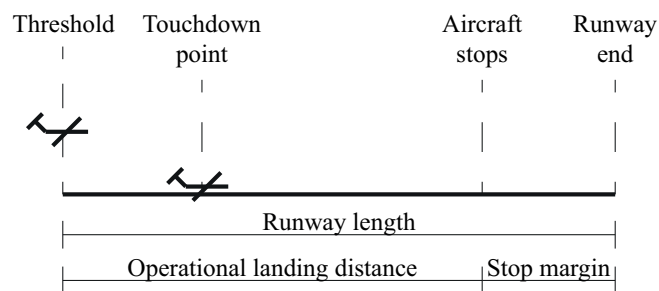 Threshold
Touchdown
point
Aircraft
stops
Runway
end
Runway length
Operational landing distance
Stop margin